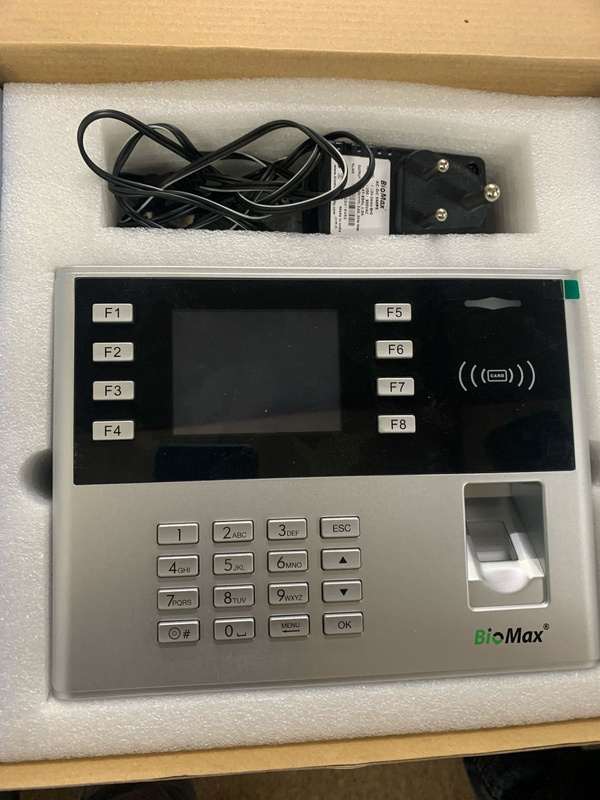 BioMax
F1
F2
F3
F4
F5
F6
F7
F8
CARD
1 2ABC 3DEF ESC
4GHI 5JKL 6MNO ▲
7PQRS 8TUV 9WXYZ ▼
# 0 MENU OK
BioMax®